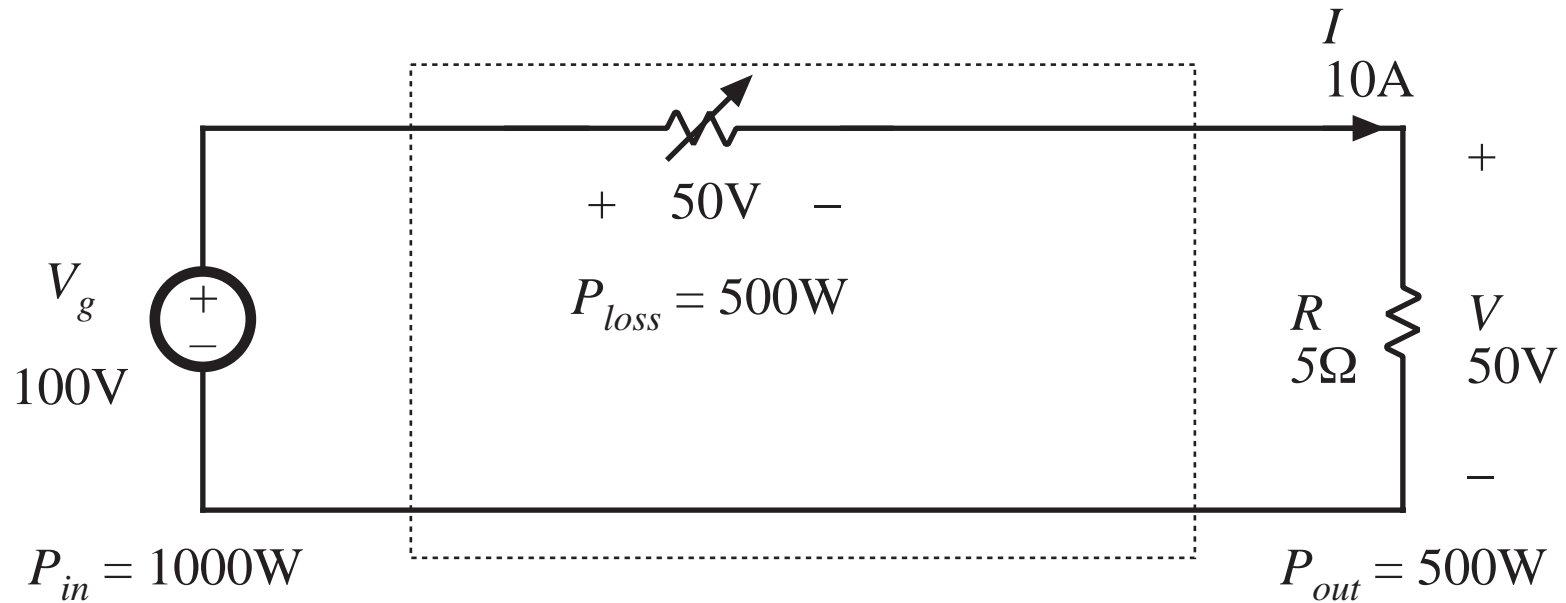 I
10A
+
+ 50V −
V_g
+
−
100V
P_loss = 500W
R
5Ω
V
50V
−
P_in = 1000W
P_out = 500W